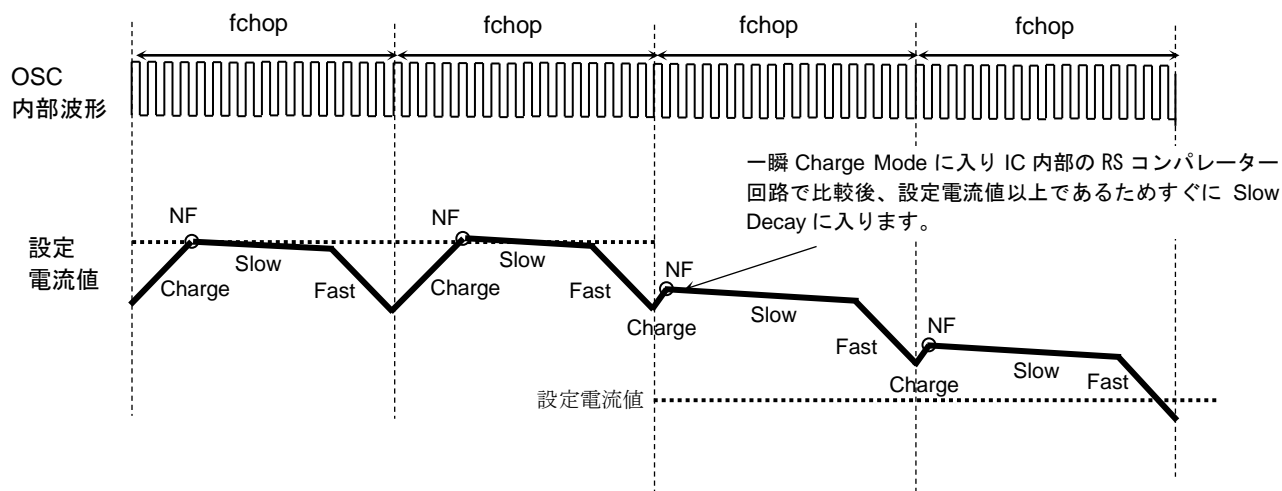 fchop fchop fchop fchop
OSC
内部波形
一瞬 Charge Mode に入り IC 内部の RS コンパレーター
回路で比較後、設定電流値以上であるためすぐに Slow
Decay に入ります。
設定
電流値
NF
Charge
Slow
Fast
NF
Charge
Slow
Fast
NF
Charge
Slow
Fast
NF
Charge
Slow
Fast
設定電流値